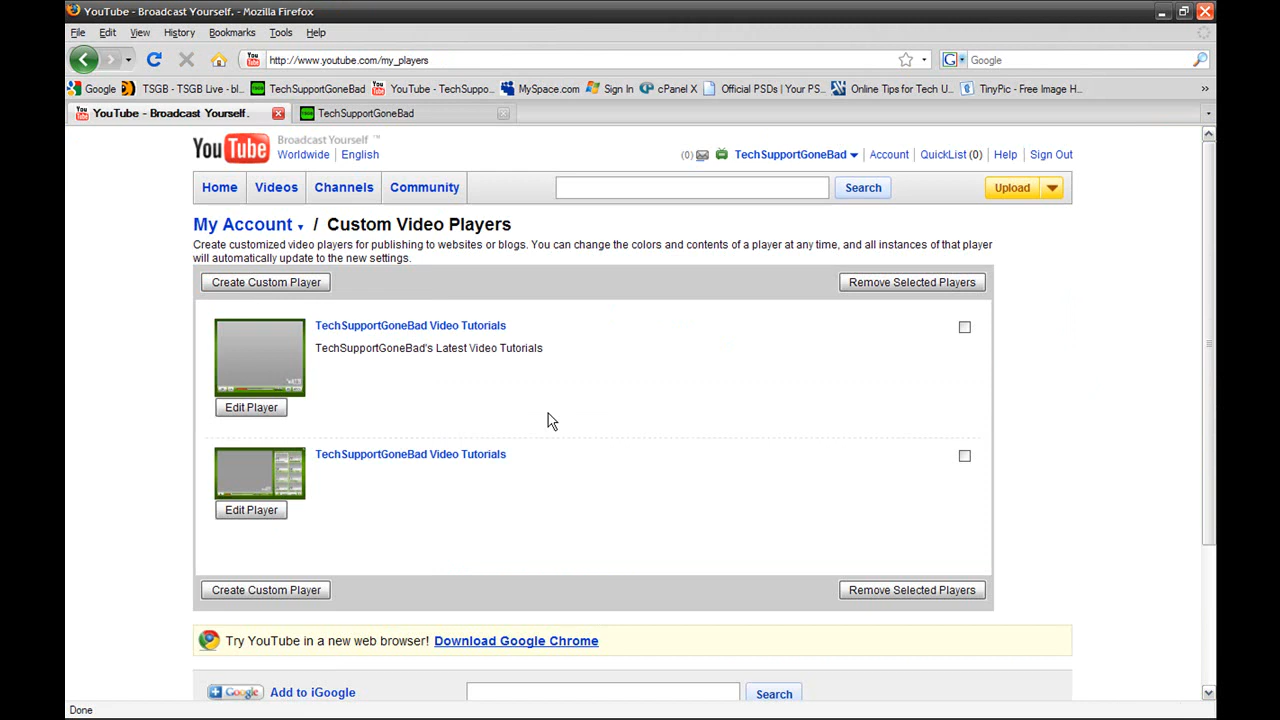 YouTube - Broadcast Yourself. - Mozilla Firefox
File Edit View History Bookmarks Tools Help
http://www.youtube.com/my_players
Google
Google TSGB - TSGB Live - bl... TechSupportGoneBad YouTube - TechSuppo... MySpace.com Sign In cPanel X Official PSDs | Your PS... Online Tips for Tech U... TinyPic - Free Image H...
YouTube - Broadcast Yourself. TechSupportGoneBad
YouTube Broadcast Yourself ™
Worldwide English
(0) TechSupportGoneBad Account QuickList (0) Help Sign Out
Home Videos Channels Community Search Upload
My Account / Custom Video Players
Create customized video players for publishing to websites or blogs. You can change the colors and contents of a player at any time, and all instances of that player
will automatically update to the new settings.
Create Custom Player Remove Selected Players
TechSupportGoneBad Video Tutorials
TechSupportGoneBad's Latest Video Tutorials
Edit Player
TechSupportGoneBad Video Tutorials
Edit Player
Create Custom Player Remove Selected Players
Try YouTube in a new web browser! Download Google Chrome
Google Add to iGoogle Search
Done